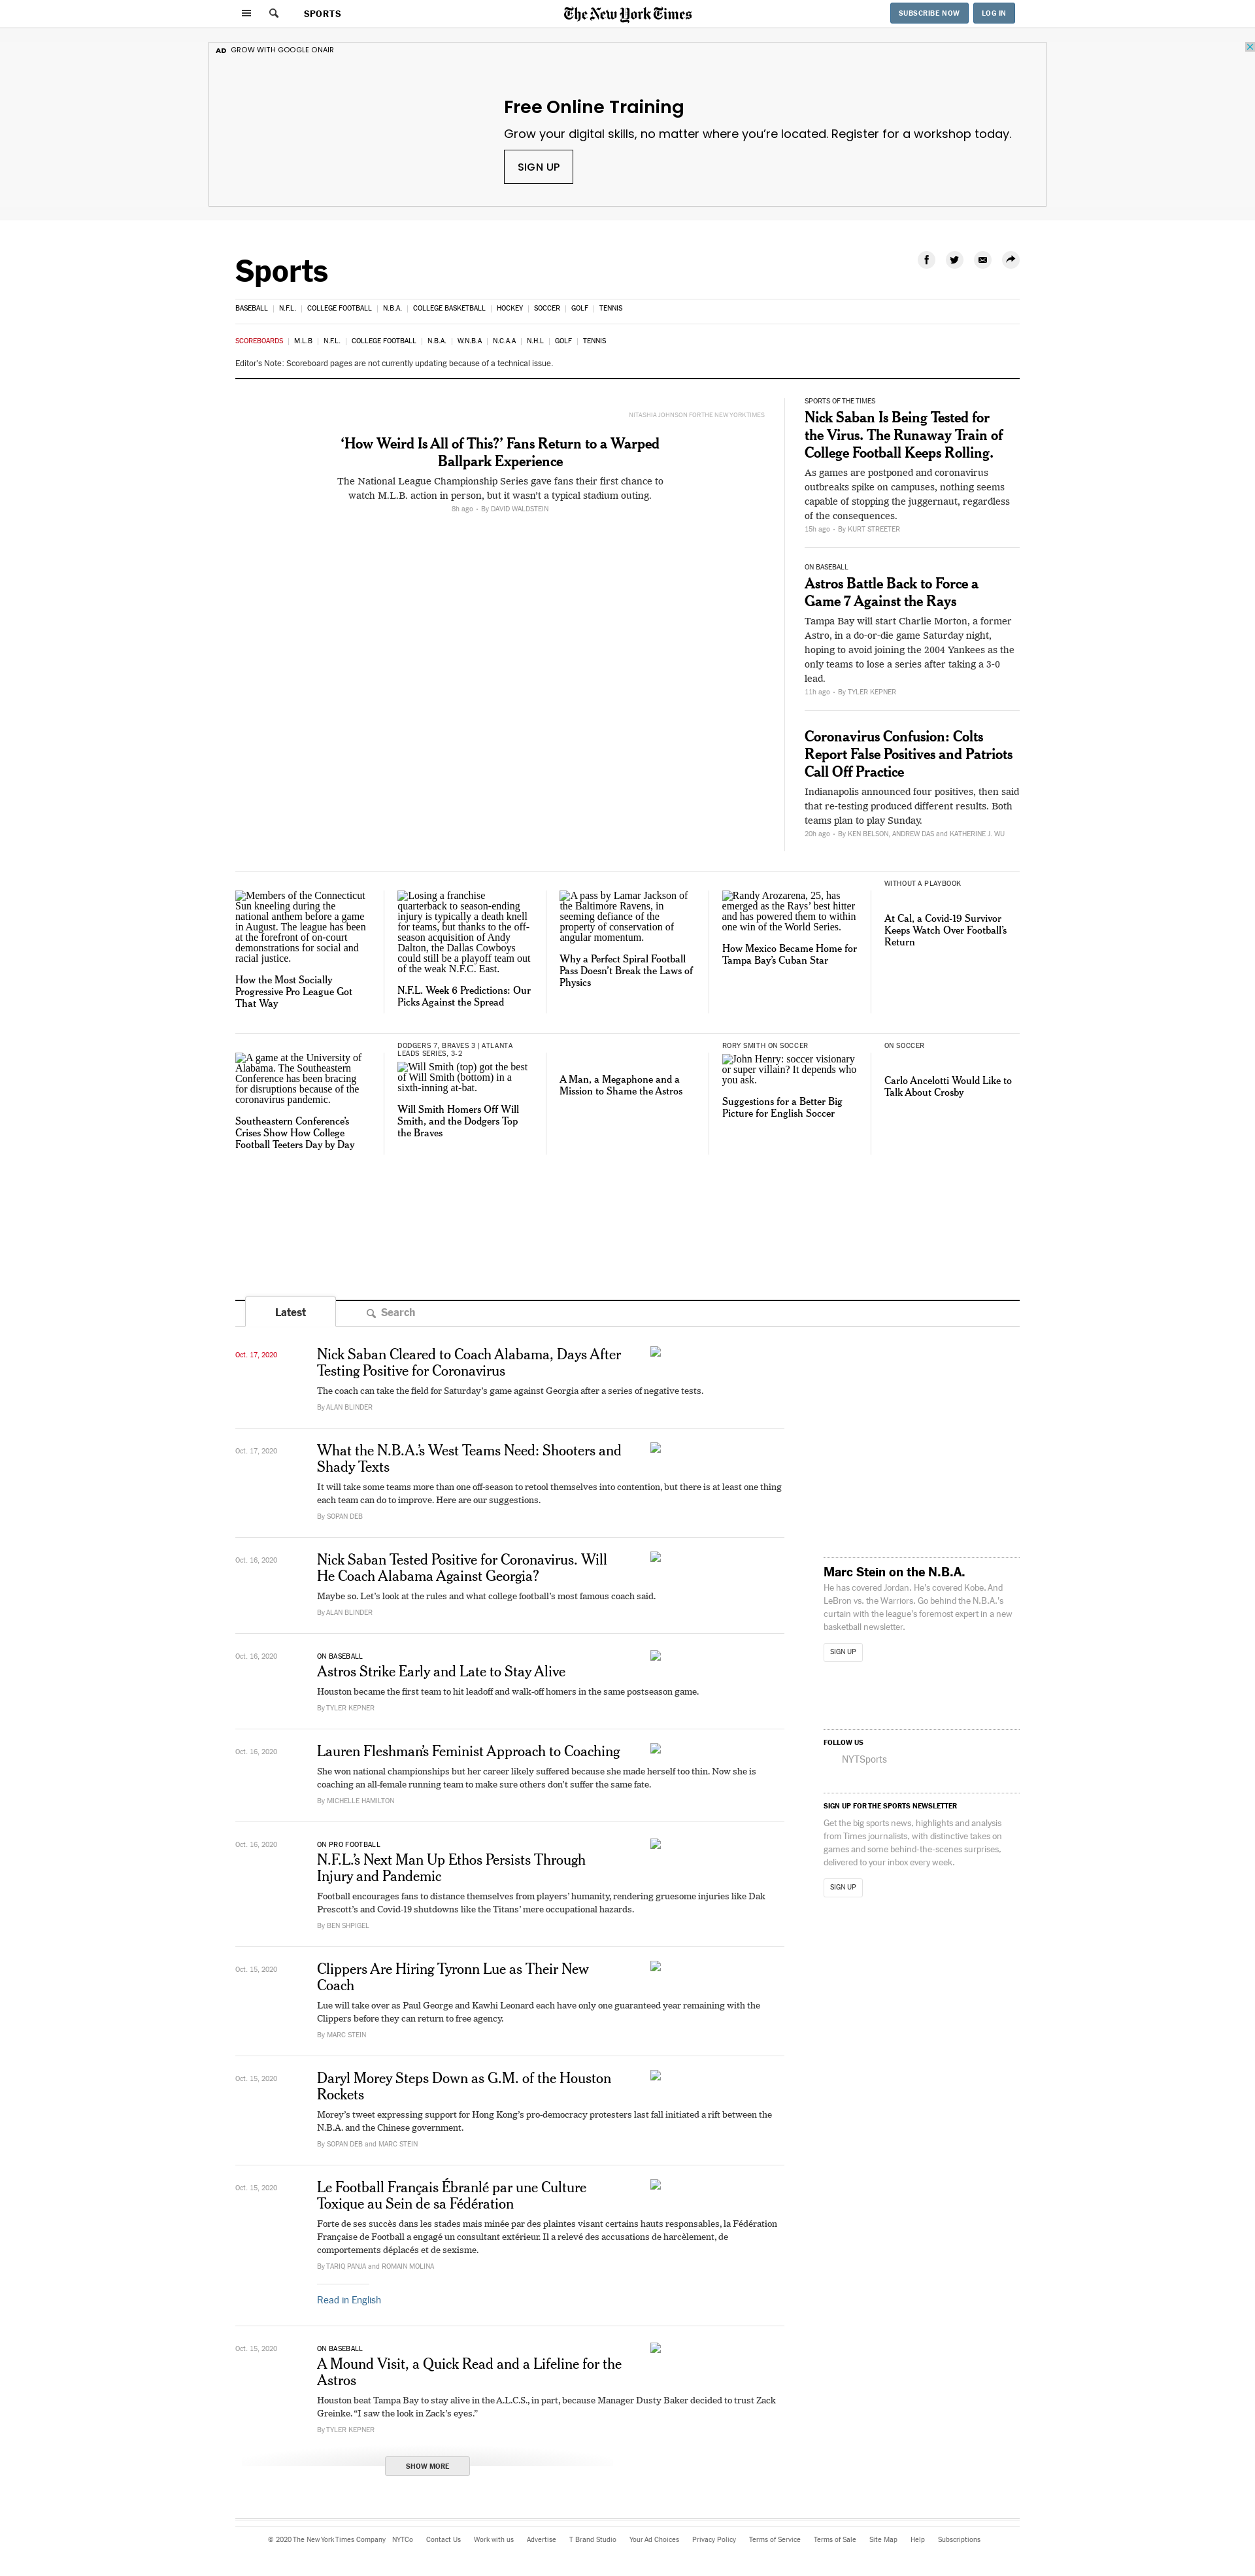 SPORTS
The New York Times
SUBSCRIBE NOW
LOG IN
AD GROW WITH GOOGLE ONAIR
Free Online Training
Grow your digital skills, no matter where you’re located. Register for a workshop today.
SIGN UP
Sports
BASEBALL | N.F.L. | COLLEGE FOOTBALL | N.B.A. | COLLEGE BASKETBALL | HOCKEY | SOCCER | GOLF | TENNIS
SCOREBOARDS | M.L.B | N.F.L. | COLLEGE FOOTBALL | N.B.A. | W.N.B.A | N.C.A.A | N.H.L | GOLF | TENNIS
Editor's Note: Scoreboard pages are not currently updating because of a technical issue.
NITASHIA JOHNSON FOR THE NEW YORK TIMES
‘How Weird Is All of This?’ Fans Return to a Warped
Ballpark Experience
The National League Championship Series gave fans their first chance to
watch M.L.B. action in person, but it wasn’t a typical stadium outing.
8h ago • By DAVID WALDSTEIN
SPORTS OF THE TIMES
Nick Saban Is Being Tested for
the Virus. The Runaway Train of
College Football Keeps Rolling.
As games are postponed and coronavirus
outbreaks spike on campuses, nothing seems
capable of stopping the juggernaut, regardless
of the consequences.
15h ago • By KURT STREETER
ON BASEBALL
Astros Battle Back to Force a
Game 7 Against the Rays
Tampa Bay will start Charlie Morton, a former
Astro, in a do-or-die game Saturday night,
hoping to avoid joining the 2004 Yankees as the
only teams to lose a series after taking a 3-0
lead.
11h ago • By TYLER KEPNER
Coronavirus Confusion: Colts
Report False Positives and Patriots
Call Off Practice
Indianapolis announced four positives, then said
that re-testing produced different results. Both
teams plan to play Sunday.
20h ago • By KEN BELSON, ANDREW DAS and KATHERINE J. WU
Members of the Connecticut
Sun kneeling during the
national anthem before a game
in August. The league has been
at the forefront of on-court
demonstrations for social and
racial justice.
How the Most Socially
Progressive Pro League Got
That Way
Losing a franchise
quarterback to season-ending
injury is typically a death knell
for teams, but thanks to the off-
season acquisition of Andy
Dalton, the Dallas Cowboys
could still be a playoff team out
of the weak N.F.C. East.
N.F.L. Week 6 Predictions: Our
Picks Against the Spread
A pass by Lamar Jackson of
the Baltimore Ravens, in
seeming defiance of the
property of conservation of
angular momentum.
Why a Perfect Spiral Football
Pass Doesn’t Break the Laws of
Physics
Randy Arozarena, 25, has
emerged as the Rays’ best hitter
and has powered them to within
one win of the World Series.
How Mexico Became Home for
Tampa Bay’s Cuban Star
WITHOUT A PLAYBOOK
At Cal, a Covid-19 Survivor
Keeps Watch Over Football’s
Return
A game at the University of
Alabama. The Southeastern
Conference has been bracing
for disruptions because of the
coronavirus pandemic.
Southeastern Conference’s
Crises Show How College
Football Teeters Day by Day
DODGERS 7, BRAVES 3 | ATLANTA
LEADS SERIES, 3-2
Will Smith (top) got the best
of Will Smith (bottom) in a
sixth-inning at-bat.
Will Smith Homers Off Will
Smith, and the Dodgers Top
the Braves
A Man, a Megaphone and a
Mission to Shame the Astros
RORY SMITH ON SOCCER
John Henry: soccer visionary
or super villain? It depends who
you ask.
Suggestions for a Better Big
Picture for English Soccer
ON SOCCER
Carlo Ancelotti Would Like to
Talk About Crosby
Latest
Search
Oct. 17, 2020
Nick Saban Cleared to Coach Alabama, Days After
Testing Positive for Coronavirus
The coach can take the field for Saturday’s game against Georgia after a series of negative tests.
By ALAN BLINDER
Oct. 17, 2020
What the N.B.A.’s West Teams Need: Shooters and
Shady Texts
It will take some teams more than one off-season to retool themselves into contention, but there is at least one thing
each team can do to improve. Here are our suggestions.
By SOPAN DEB
Oct. 16, 2020
Nick Saban Tested Positive for Coronavirus. Will
He Coach Alabama Against Georgia?
Maybe so. Let’s look at the rules and what college football’s most famous coach said.
By ALAN BLINDER
Oct. 16, 2020
ON BASEBALL
Astros Strike Early and Late to Stay Alive
Houston became the first team to hit leadoff and walk-off homers in the same postseason game.
By TYLER KEPNER
Oct. 16, 2020
Lauren Fleshman’s Feminist Approach to Coaching
She won national championships but her career likely suffered because she made herself too thin. Now she is
coaching an all-female running team to make sure others don’t suffer the same fate.
By MICHELLE HAMILTON
Oct. 16, 2020
ON PRO FOOTBALL
N.F.L.’s Next Man Up Ethos Persists Through
Injury and Pandemic
Football encourages fans to distance themselves from players’ humanity, rendering gruesome injuries like Dak
Prescott’s and Covid-19 shutdowns like the Titans’ mere occupational hazards.
By BEN SHPIGEL
Oct. 15, 2020
Clippers Are Hiring Tyronn Lue as Their New
Coach
Lue will take over as Paul George and Kawhi Leonard each have only one guaranteed year remaining with the
Clippers before they can return to free agency.
By MARC STEIN
Oct. 15, 2020
Daryl Morey Steps Down as G.M. of the Houston
Rockets
Morey’s tweet expressing support for Hong Kong’s pro-democracy protesters last fall initiated a rift between the
N.B.A. and the Chinese government.
By SOPAN DEB and MARC STEIN
Oct. 15, 2020
Le Football Français Ébranlé par une Culture
Toxique au Sein de sa Fédération
Forte de ses succès dans les stades mais minée par des plaintes visant certains hauts responsables, la Fédération
Française de Football a engagé un consultant extérieur. Il a relevé des accusations de harcèlement, de
comportements déplacés et de sexisme.
By TARIQ PANJA and ROMAIN MOLINA
Read in English
Oct. 15, 2020
ON BASEBALL
A Mound Visit, a Quick Read and a Lifeline for the
Astros
Houston beat Tampa Bay to stay alive in the A.L.C.S., in part, because Manager Dusty Baker decided to trust Zack
Greinke. “I saw the look in Zack’s eyes.”
By TYLER KEPNER
SHOW MORE
Marc Stein on the N.B.A.
He has covered Jordan. He’s covered Kobe. And
LeBron vs. the Warriors. Go behind the N.B.A.’s
curtain with the league’s foremost expert in a new
basketball newsletter.
SIGN UP
FOLLOW US
NYTSports
SIGN UP FOR THE SPORTS NEWSLETTER
Get the big sports news, highlights and analysis
from Times journalists, with distinctive takes on
games and some behind-the-scenes surprises,
delivered to your inbox every week.
SIGN UP
© 2020 The New York Times Company NYTCo Contact Us Work with us Advertise T Brand Studio Your Ad Choices Privacy Policy Terms of Service Terms of Sale Site Map Help Subscriptions